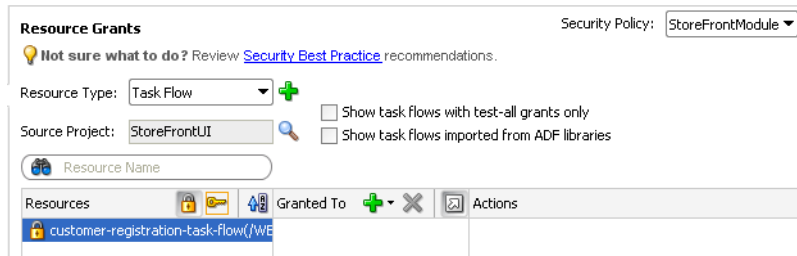 Resource Grants
Security Policy: StoreFrontModule
Not sure what to do? Review Security Best Practice recommendations.
Resource Type: Task Flow
Show task flows with test-all grants only
Source Project: StoreFrontUI
Show task flows imported from ADF libraries
Resource Name
Resources Granted To Actions
customer-registration-task-flow(/WE